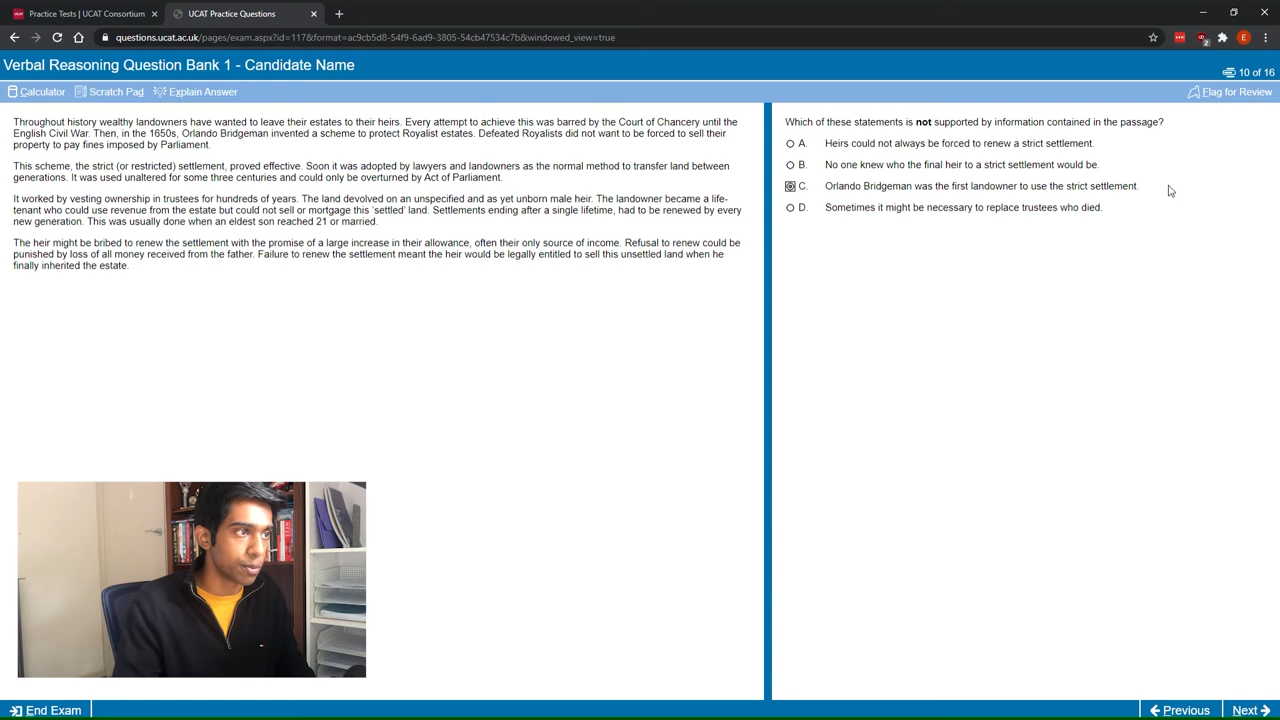 Practice Tests | UCAT Consortium
UCAT Practice Questions
questions.ucat.ac.uk/pages/exam.aspx?id=117&format=ac9cb5d8-54f9-6ad9-3805-54cb47534c7b&windowed_view=true
Verbal Reasoning Question Bank 1 - Candidate Name
10 of 16
Calculator
Scratch Pad
Explain Answer
Flag for Review
Throughout history wealthy landowners have wanted to leave their estates to their heirs. Every attempt to achieve this was barred by the Court of Chancery until the
English Civil War. Then, in the 1650s, Orlando Bridgeman invented a scheme to protect Royalist estates. Defeated Royalists did not want to be forced to sell their
property to pay fines imposed by Parliament.
This scheme, the strict (or restricted) settlement, proved effective. Soon it was adopted by lawyers and landowners as the normal method to transfer land between
generations. It was used unaltered for some three centuries and could only be overturned by Act of Parliament.
It worked by vesting ownership in trustees for hundreds of years. The land devolved on an unspecified and as yet unborn male heir. The landowner became a life-
tenant who could use revenue from the estate but could not sell or mortgage this 'settled' land. Settlements ending after a single lifetime, had to be renewed by every
new generation. This was usually done when an eldest son reached 21 or married.
The heir might be bribed to renew the settlement with the promise of a large increase in their allowance, often their only source of income. Refusal to renew could be
punished by loss of all money received from the father. Failure to renew the settlement meant the heir would be legally entitled to sell this unsettled land when he
finally inherited the estate.
Which of these statements is not supported by information contained in the passage?
A. Heirs could not always be forced to renew a strict settlement.
B. No one knew who the final heir to a strict settlement would be.
C. Orlando Bridgeman was the first landowner to use the strict settlement.
D. Sometimes it might be necessary to replace trustees who died.
End Exam
Previous
Next